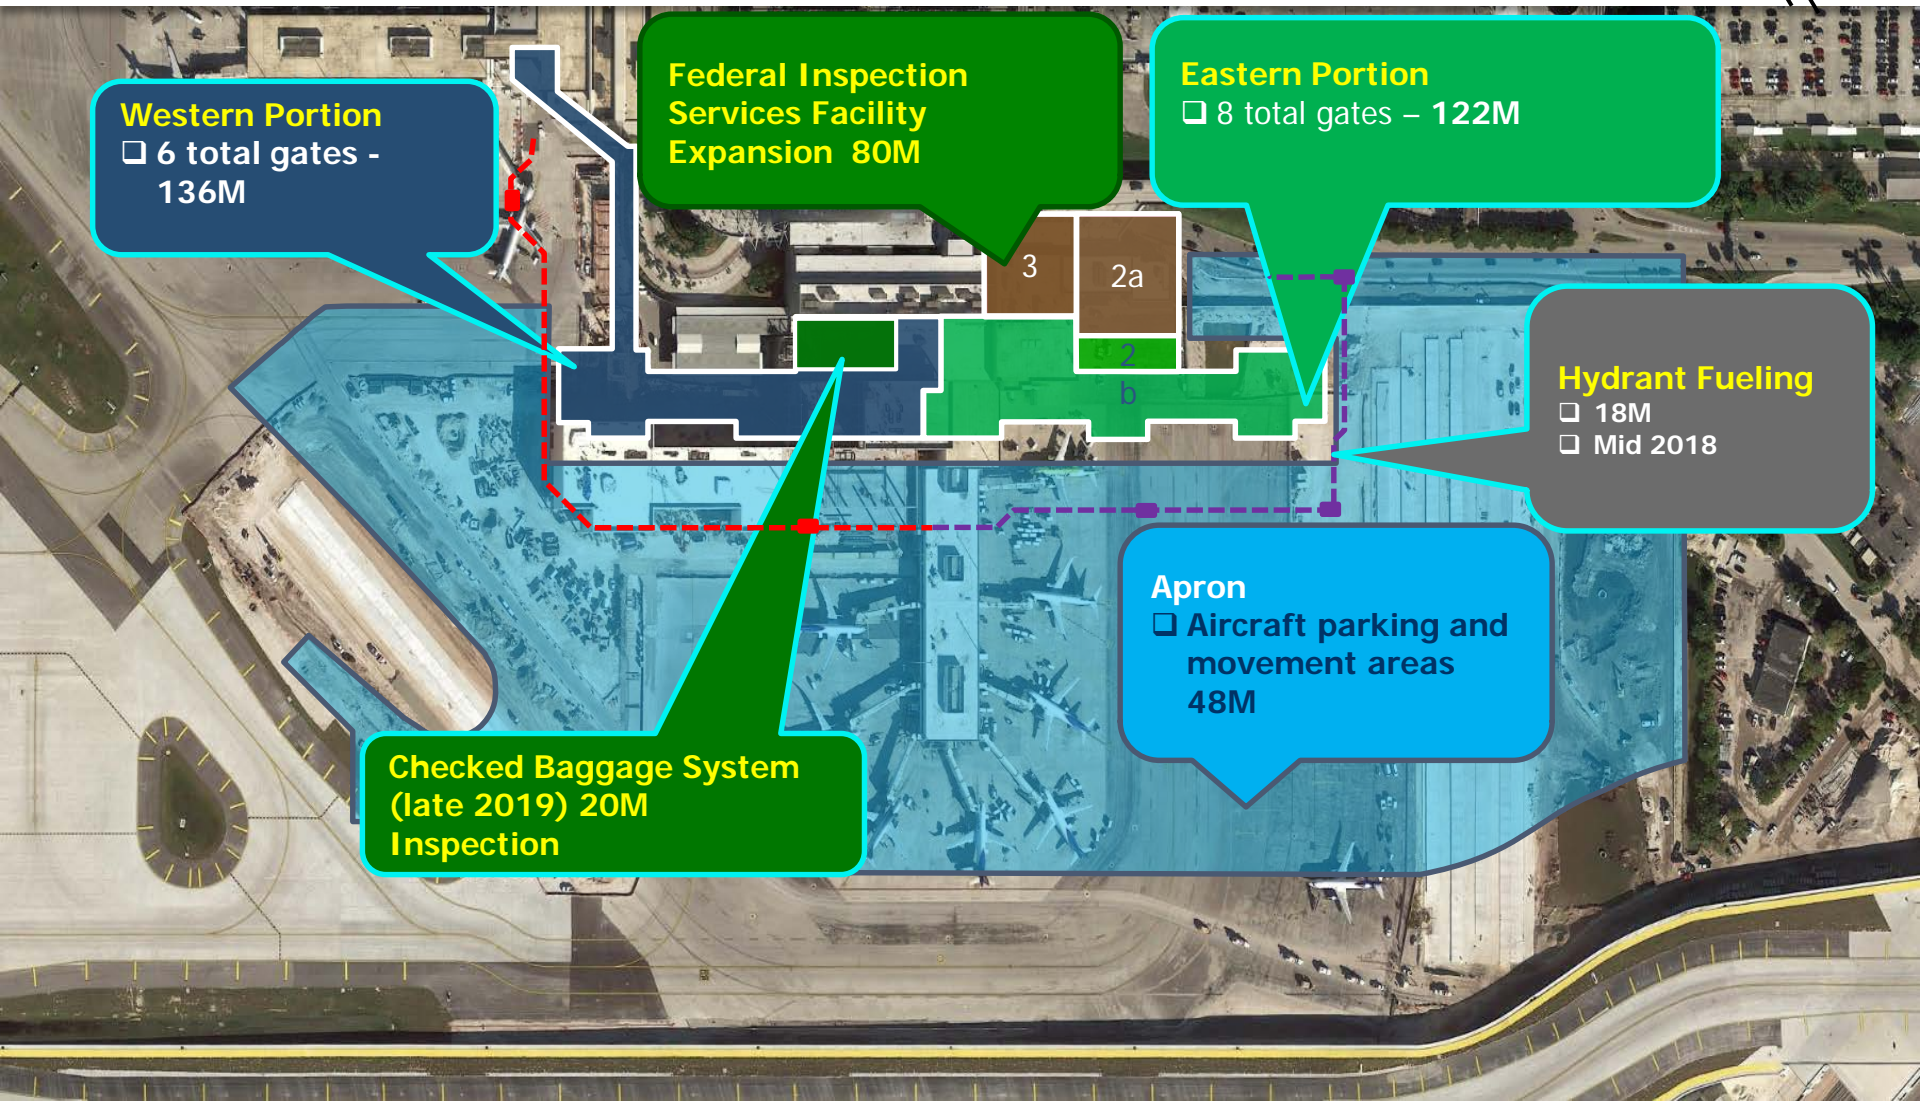 Western Portion
❑ 6 total gates -
136M
Federal Inspection
Services Facility
Expansion 80M
Eastern Portion
❑ 8 total gates – 122M
3
2a
2
b
Hydrant Fueling
❑ 18M
❑ Mid 2018
Apron
❑ Aircraft parking and
movement areas
48M
Checked Baggage System
(late 2019) 20M
Inspection